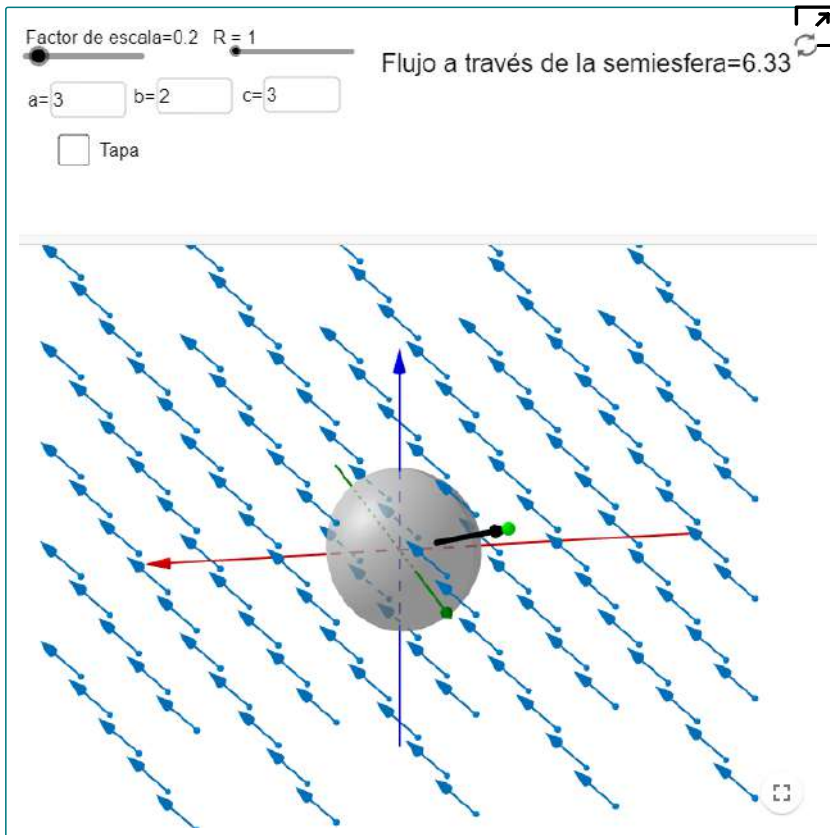 Factor de escala=0.2 R = 1
Flujo a través de la semiesfera=6.33
a=3 b=2 c=3
Tapa